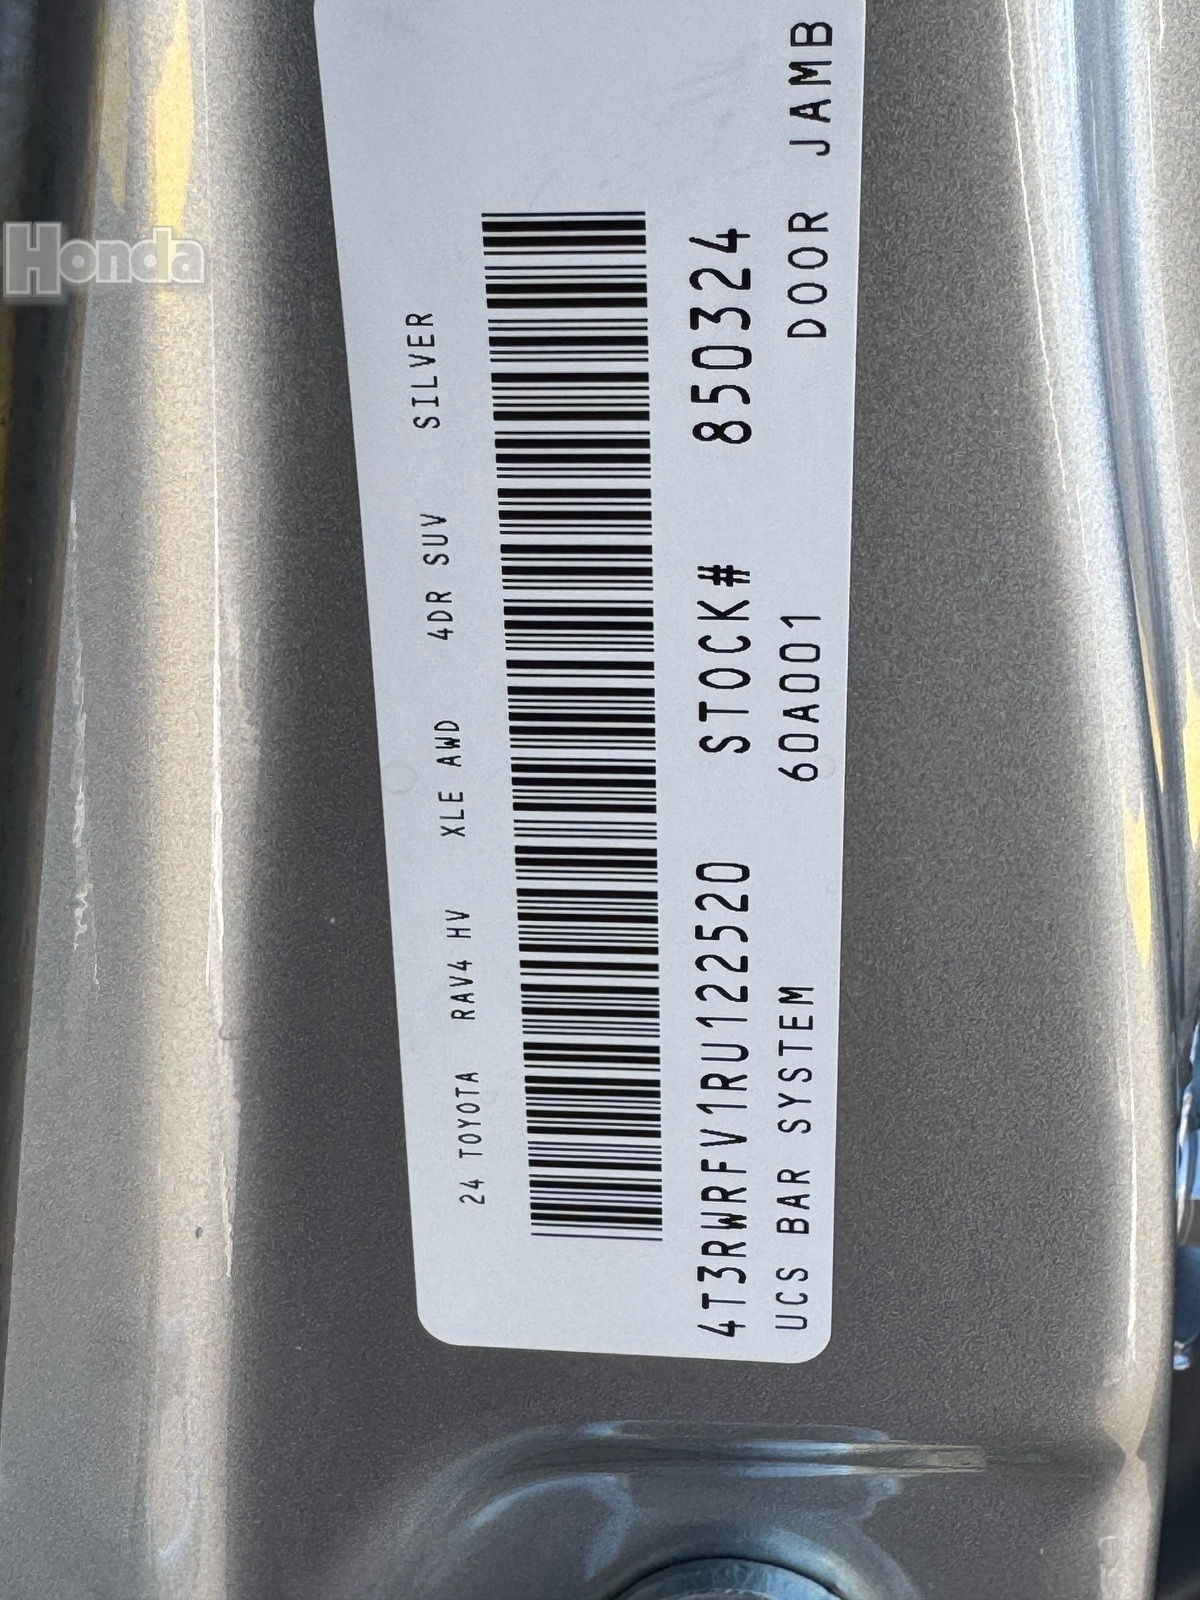 24 TOYOTA RAV4 HV XLE AWD 4DR SUV SILVER
4T3RWRFV1RU122520 STOCK# 850324
UCS BAR SYSTEM 60A001 DOOR JAMB
Honda